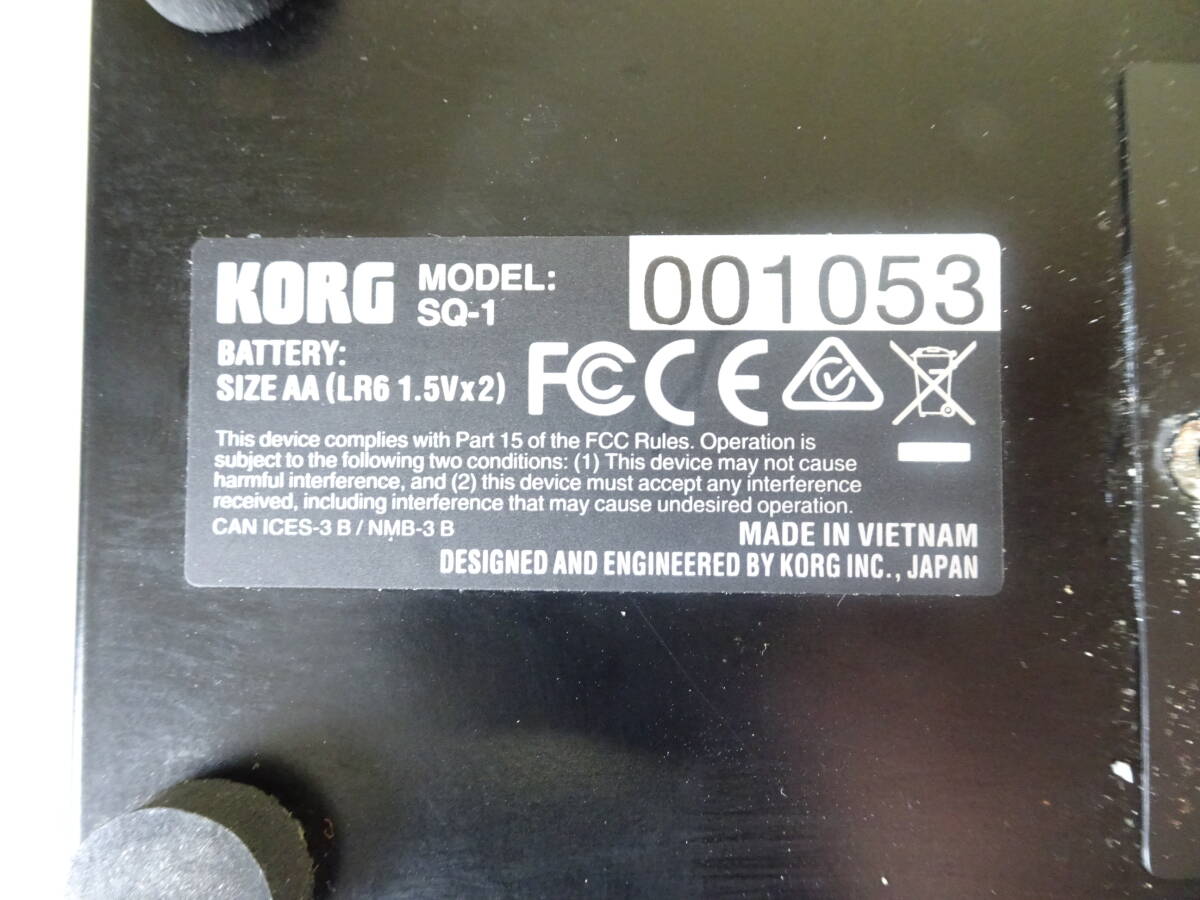 KORG MODEL: SQ-1
001053
BATTERY:
SIZE AA (LR6 1.5Vx2)
FCC CE
This device complies with Part 15 of the FCC Rules. Operation is
subject to the following two conditions: (1) This device may not cause
harmful interference, and (2) this device must accept any interference
received, including interference that may cause undesired operation.
CAN ICES-3 B / NMB-3 B
MADE IN VIETNAM
DESIGNED AND ENGINEERED BY KORG INC., JAPAN